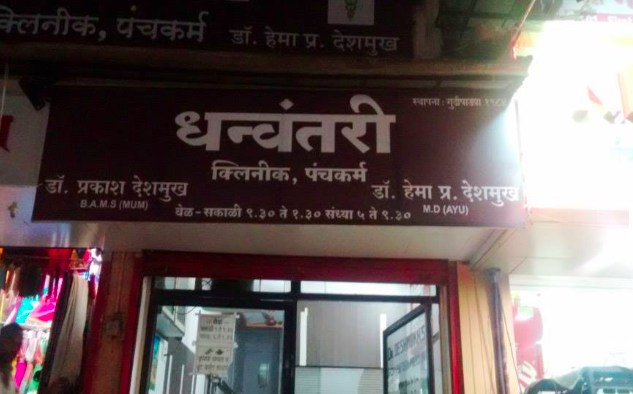 क्लिनीक, पंचकर्म डॉ. हेमा प्र. देशमुख
स्थापना : गुढीपाडवा १९८५
धन्वंतरी
क्लिनीक, पंचकर्म
डॉ. प्रकाश देशमुख
B.A.M.S (MUM)
डॉ. हेमा प्र. देशमुख
M.D (AYU)
वेळ - सकाळी ९.३० ते १.३० संध्या ५ ते ९.३०